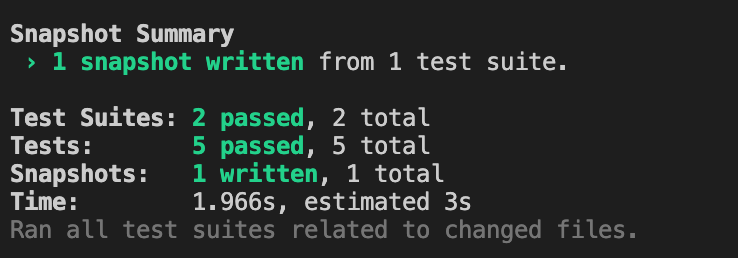 Snapshot Summary
› 1 snapshot written from 1 test suite.
Test Suites: 2 passed, 2 total
Tests: 5 passed, 5 total
Snapshots: 1 written, 1 total
Time: 1.966s, estimated 3s
Ran all test suites related to changed files.